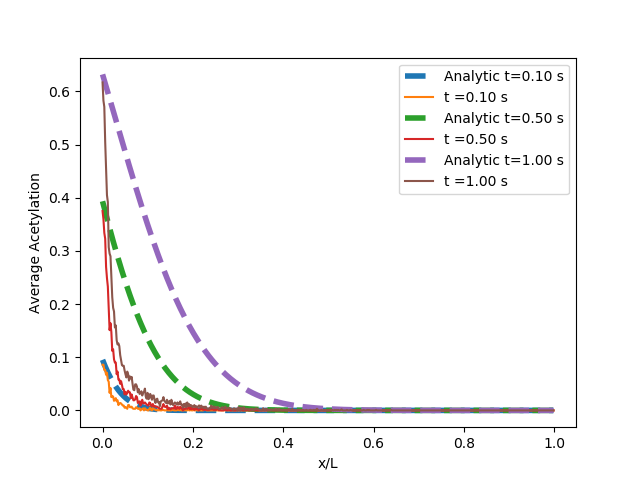 Analytic t=0.10 s
t =0.10 s
Analytic t=0.50 s
t =0.50 s
Analytic t=1.00 s
t =1.00 s
Average Acetylation
0.6
0.5
0.4
0.3
0.2
0.1
0.0
0.0 0.2 0.4 0.6 0.8 1.0
x/L